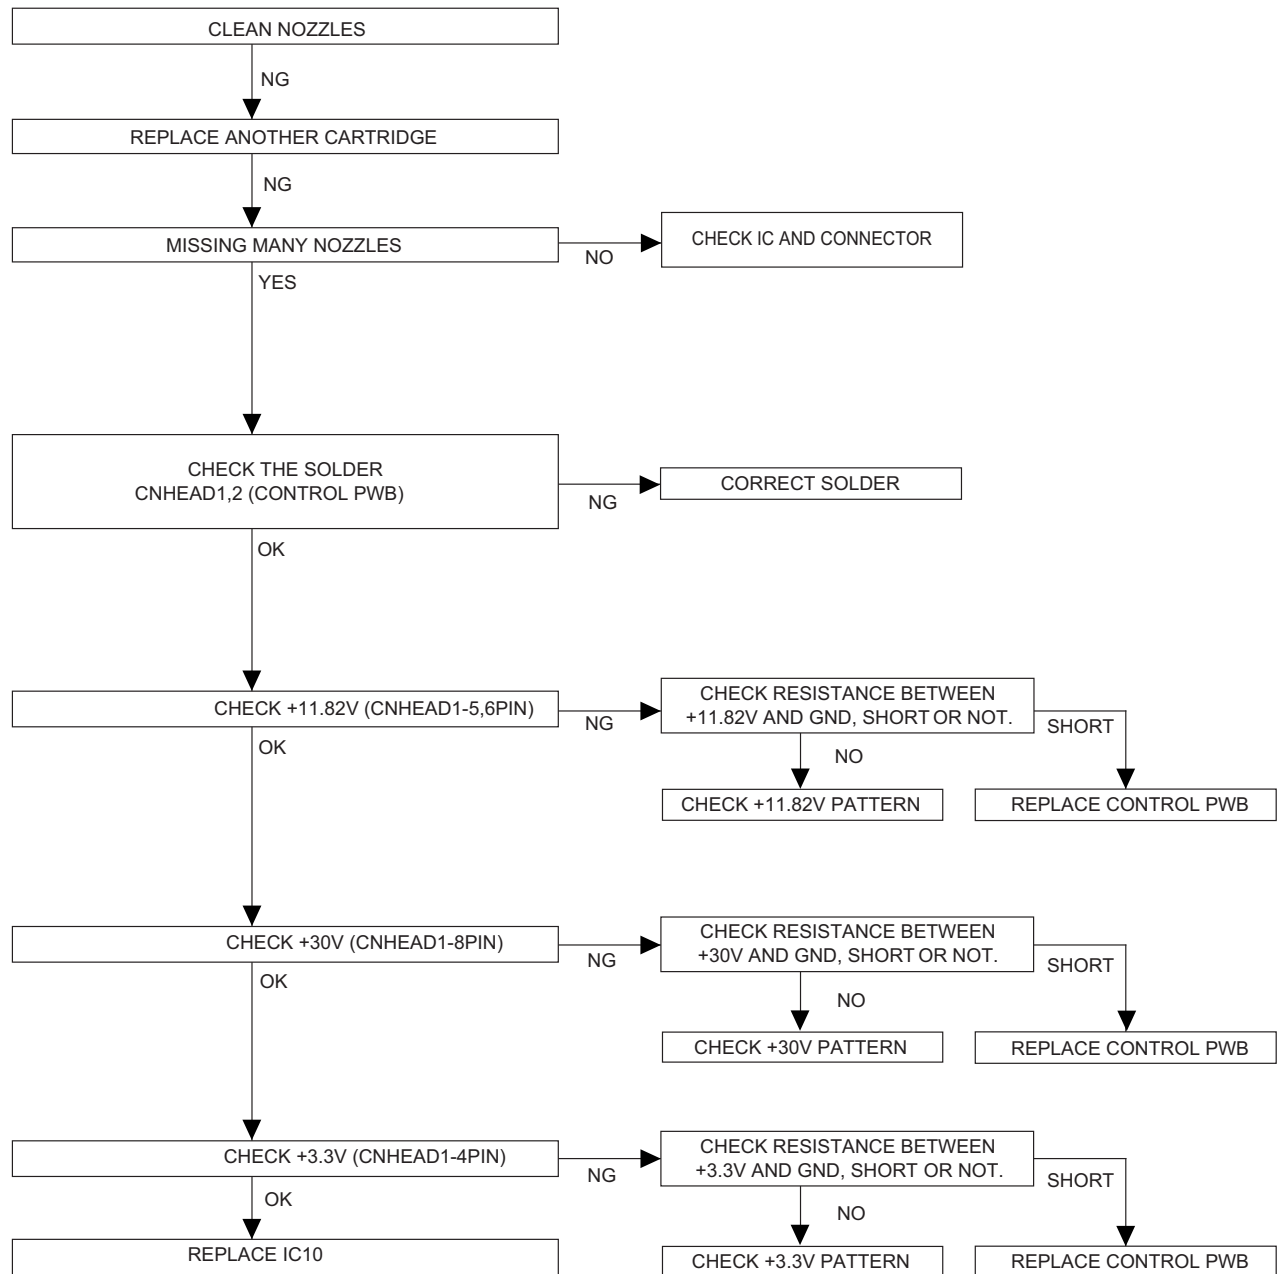 CLEAN NOZZLES
NG
REPLACE ANOTHER CARTRIDGE
NG
MISSING MANY NOZZLES
NO
CHECK IC AND CONNECTOR
YES
CHECK THE SOLDER
CNHEAD1,2 (CONTROL PWB)
NG
CORRECT SOLDER
OK
CHECK +11.82V (CNHEAD1-5,6PIN)
NG
CHECK RESISTANCE BETWEEN
+11.82V AND GND, SHORT OR NOT.
SHORT
OK
NO
CHECK +11.82V PATTERN
REPLACE CONTROL PWB
CHECK +30V (CNHEAD1-8PIN)
NG
CHECK RESISTANCE BETWEEN
+30V AND GND, SHORT OR NOT.
SHORT
OK
NO
CHECK +30V PATTERN
REPLACE CONTROL PWB
CHECK +3.3V (CNHEAD1-4PIN)
NG
CHECK RESISTANCE BETWEEN
+3.3V AND GND, SHORT OR NOT.
SHORT
OK
NO
REPLACE IC10
CHECK +3.3V PATTERN
REPLACE CONTROL PWB